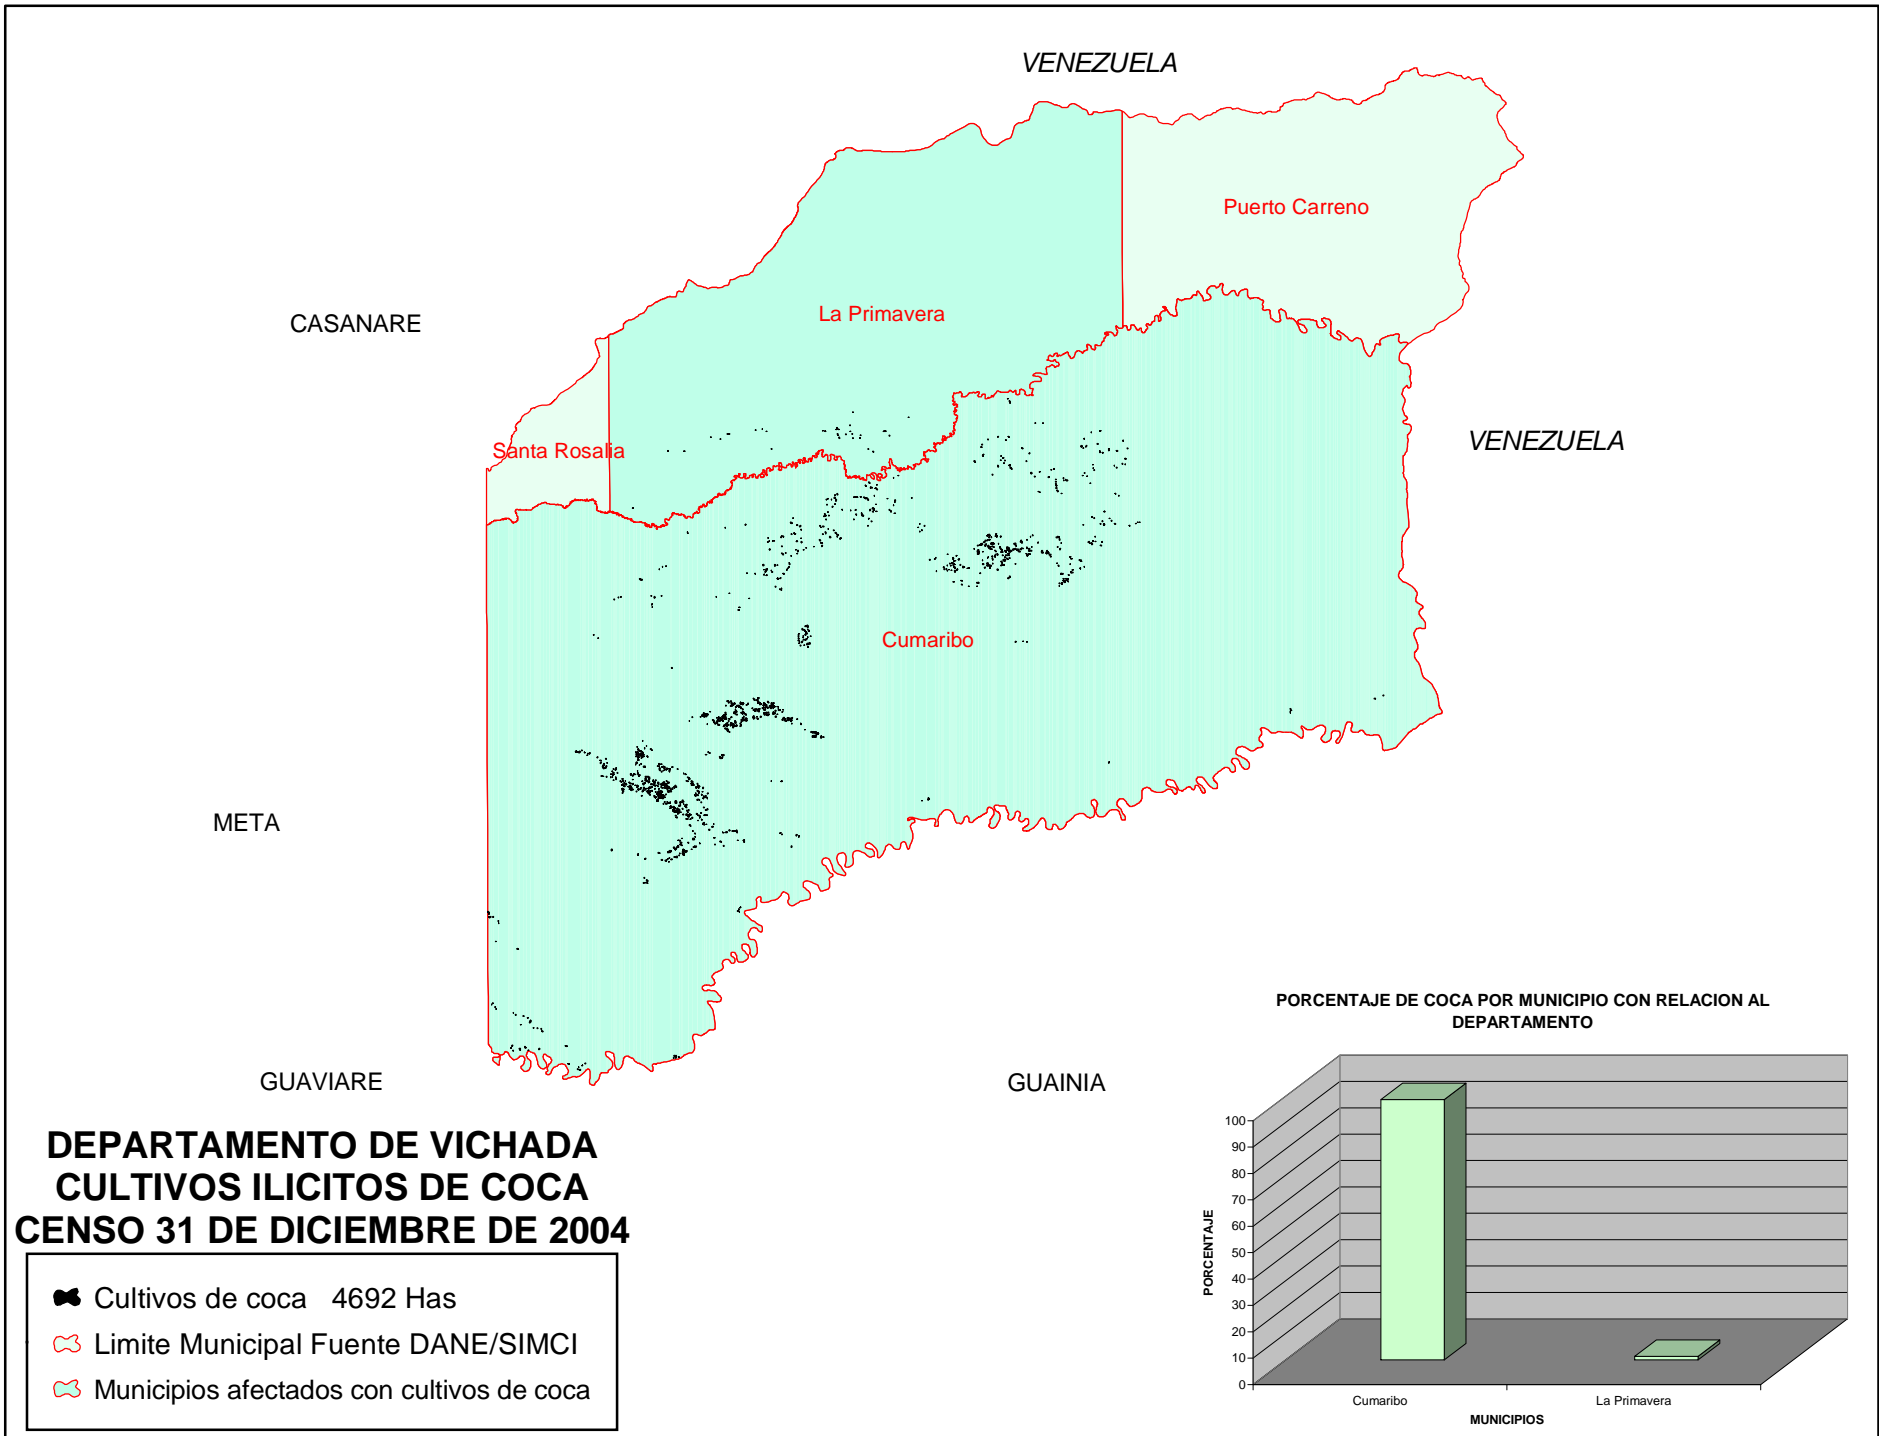 VENEZUELA
Puerto Carreno
La Primavera
CASANARE
VENEZUELA
Santa Rosalia
Cumaribo
META
GUAVIARE
GUAINIA
DEPARTAMENTO DE VICHADA
CULTIVOS ILICITOS DE COCA
CENSO 31 DE DICIEMBRE DE 2004
Cultivos de coca 4692 Has
Limite Municipal Fuente DANE/SIMCI
Municipios afectados con cultivos de coca
PORCENTAJE DE COCA POR MUNICIPIO CON RELACION AL
DEPARTAMENTO
PORCENTAJE
100
90
80
70
60
50
40
30
20
10
0
Cumaribo
La Primavera
MUNICIPIOS